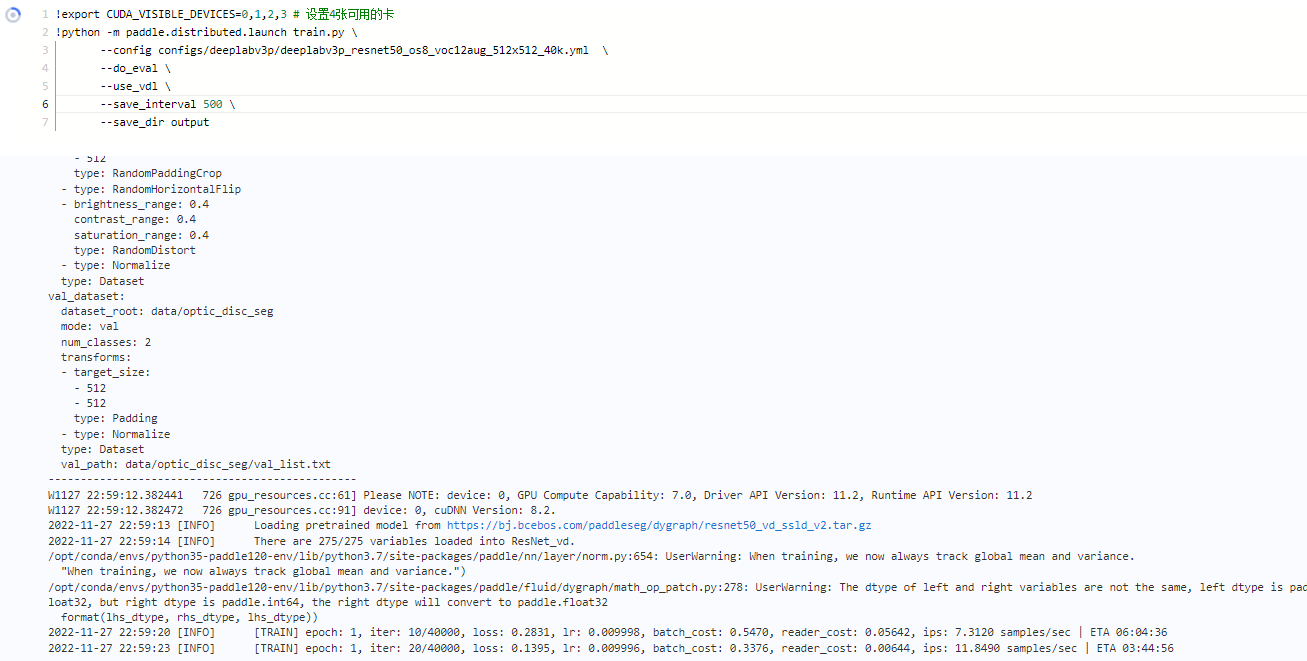 1 !export CUDA_VISIBLE_DEVICES=0,1,2,3 # 设置4张可用的卡
2 !python -m paddle.distributed.launch train.py \
3 --config configs/deeplabv3p/deeplabv3p_resnet50_os8_voc12aug_512x512_40k.yml \
4 --do_eval \
5 --use_vdl \
6 --save_interval 500 \
7 --save_dir output
- 512
type: RandomPaddingCrop
- type: RandomHorizontalFlip
- brightness_range: 0.4
contrast_range: 0.4
saturation_range: 0.4
type: RandomDistort
- type: Normalize
type: Dataset
val_dataset:
dataset_root: data/optic_disc_seg
mode: val
num_classes: 2
transforms:
- target_size:
- 512
- 512
type: Padding
- type: Normalize
type: Dataset
val_path: data/optic_disc_seg/val_list.txt
------------------------------------------------
W1127 22:59:12.382441   726 gpu_resources.cc:61] Please NOTE: device: 0, GPU Compute Capability: 7.0, Driver API Version: 11.2, Runtime API Version: 11.2
W1127 22:59:12.382472   726 gpu_resources.cc:91] device: 0, cuDNN Version: 8.2.
2022-11-27 22:59:13 [INFO]      Loading pretrained model from https://bj.bcebos.com/paddleseg/dygraph/resnet50_vd_ssld_v2.tar.gz
2022-11-27 22:59:14 [INFO]      There are 275/275 variables loaded into ResNet_vd.
/opt/conda/envs/python35-paddle120-env/lib/python3.7/site-packages/paddle/nn/layer/norm.py:654: UserWarning: When training, we now always track global mean and variance.
"When training, we now always track global mean and variance.")
/opt/conda/envs/python35-paddle120-env/lib/python3.7/site-packages/paddle/fluid/dygraph/math_op_patch.py:278: UserWarning: The dtype of left and right variables are not the same, left dtype is pad
loat32, but right dtype is paddle.int64, the right dtype will convert to paddle.float32
format(lhs_dtype, rhs_dtype, lhs_dtype))
2022-11-27 22:59:20 [INFO]      [TRAIN] epoch: 1, iter: 10/40000, loss: 0.2831, lr: 0.009998, batch_cost: 0.5470, reader_cost: 0.05642, ips: 7.3120 samples/sec | ETA 06:04:36
2022-11-27 22:59:23 [INFO]      [TRAIN] epoch: 1, iter: 20/40000, loss: 0.1395, lr: 0.009996, batch_cost: 0.3376, reader_cost: 0.00644, ips: 11.8490 samples/sec | ETA 03:44:56